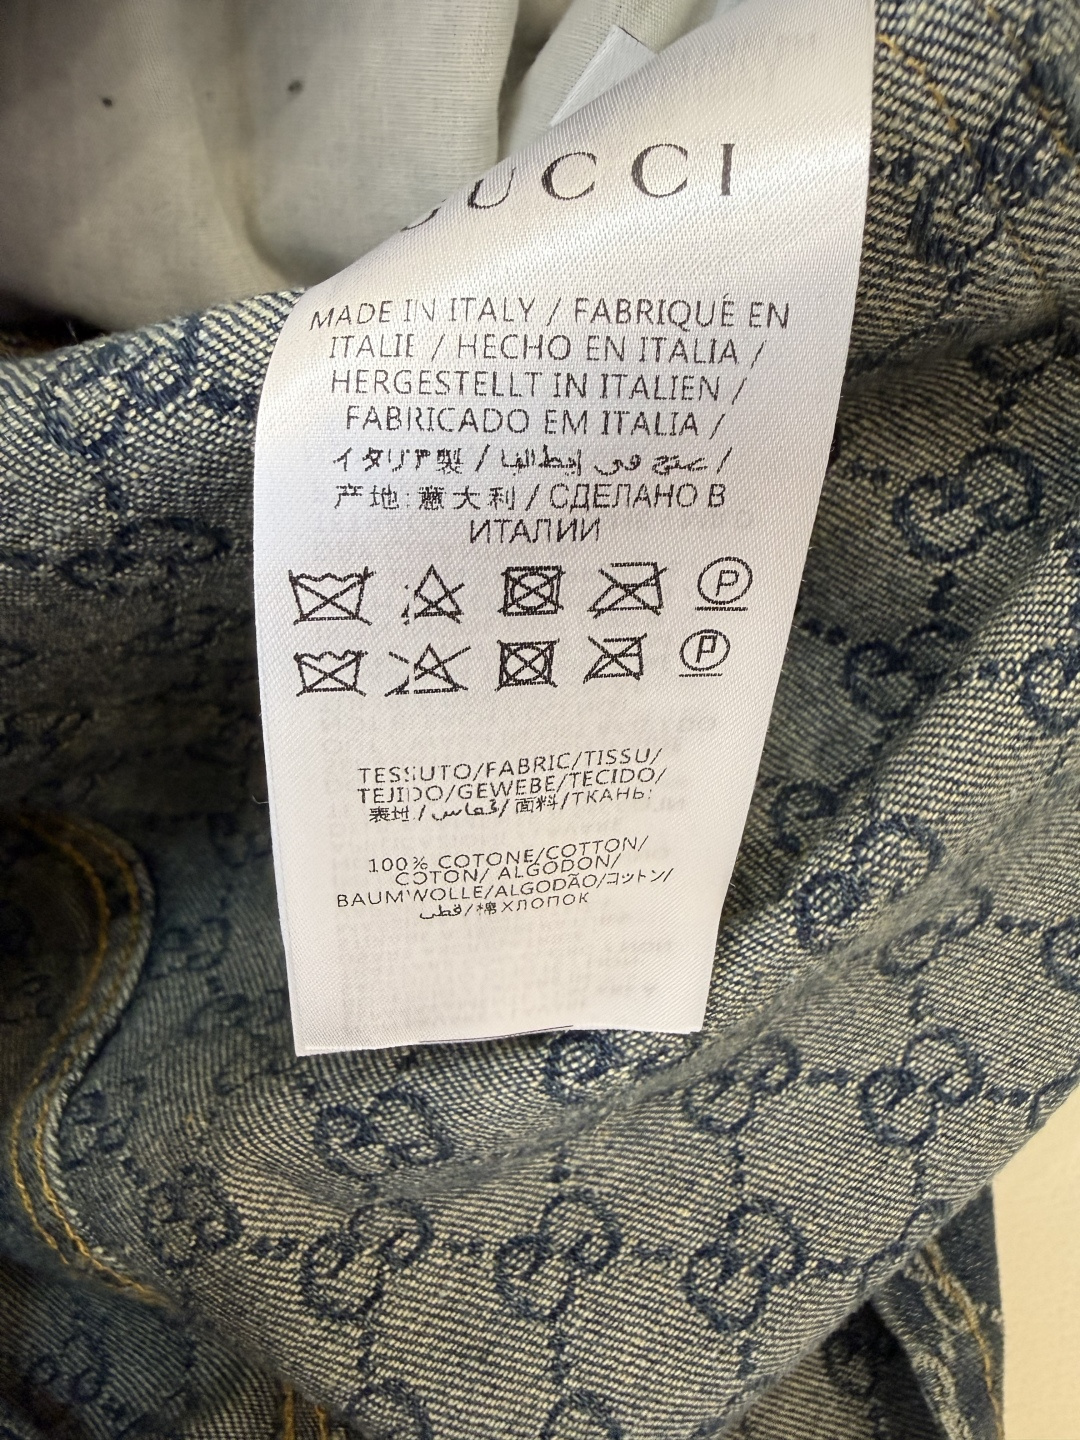 GUCCI
MADE IN ITALY / FABRIQUÉ EN
ITALIE / HECHO EN ITALIA /
HERGESTELLT IN ITALIEN /
FABRICADO EM ITALIA /
イタリア製 / صنع في إيطاليا /
产地: 意大利 / СДЕЛАНО В
ИТАЛИИ
P
P
TESSUTO/FABRIC/TISSU/
TEJIDO/GEWEBE/TECIDO/
表地/قماش/面料/ТКАНЬ:
100% COTONE/COTTON/
COTON/ ALGODON/
BAUMWOLLE/ALGODÃO/コットン/
قطن/棉 ХЛОПОК